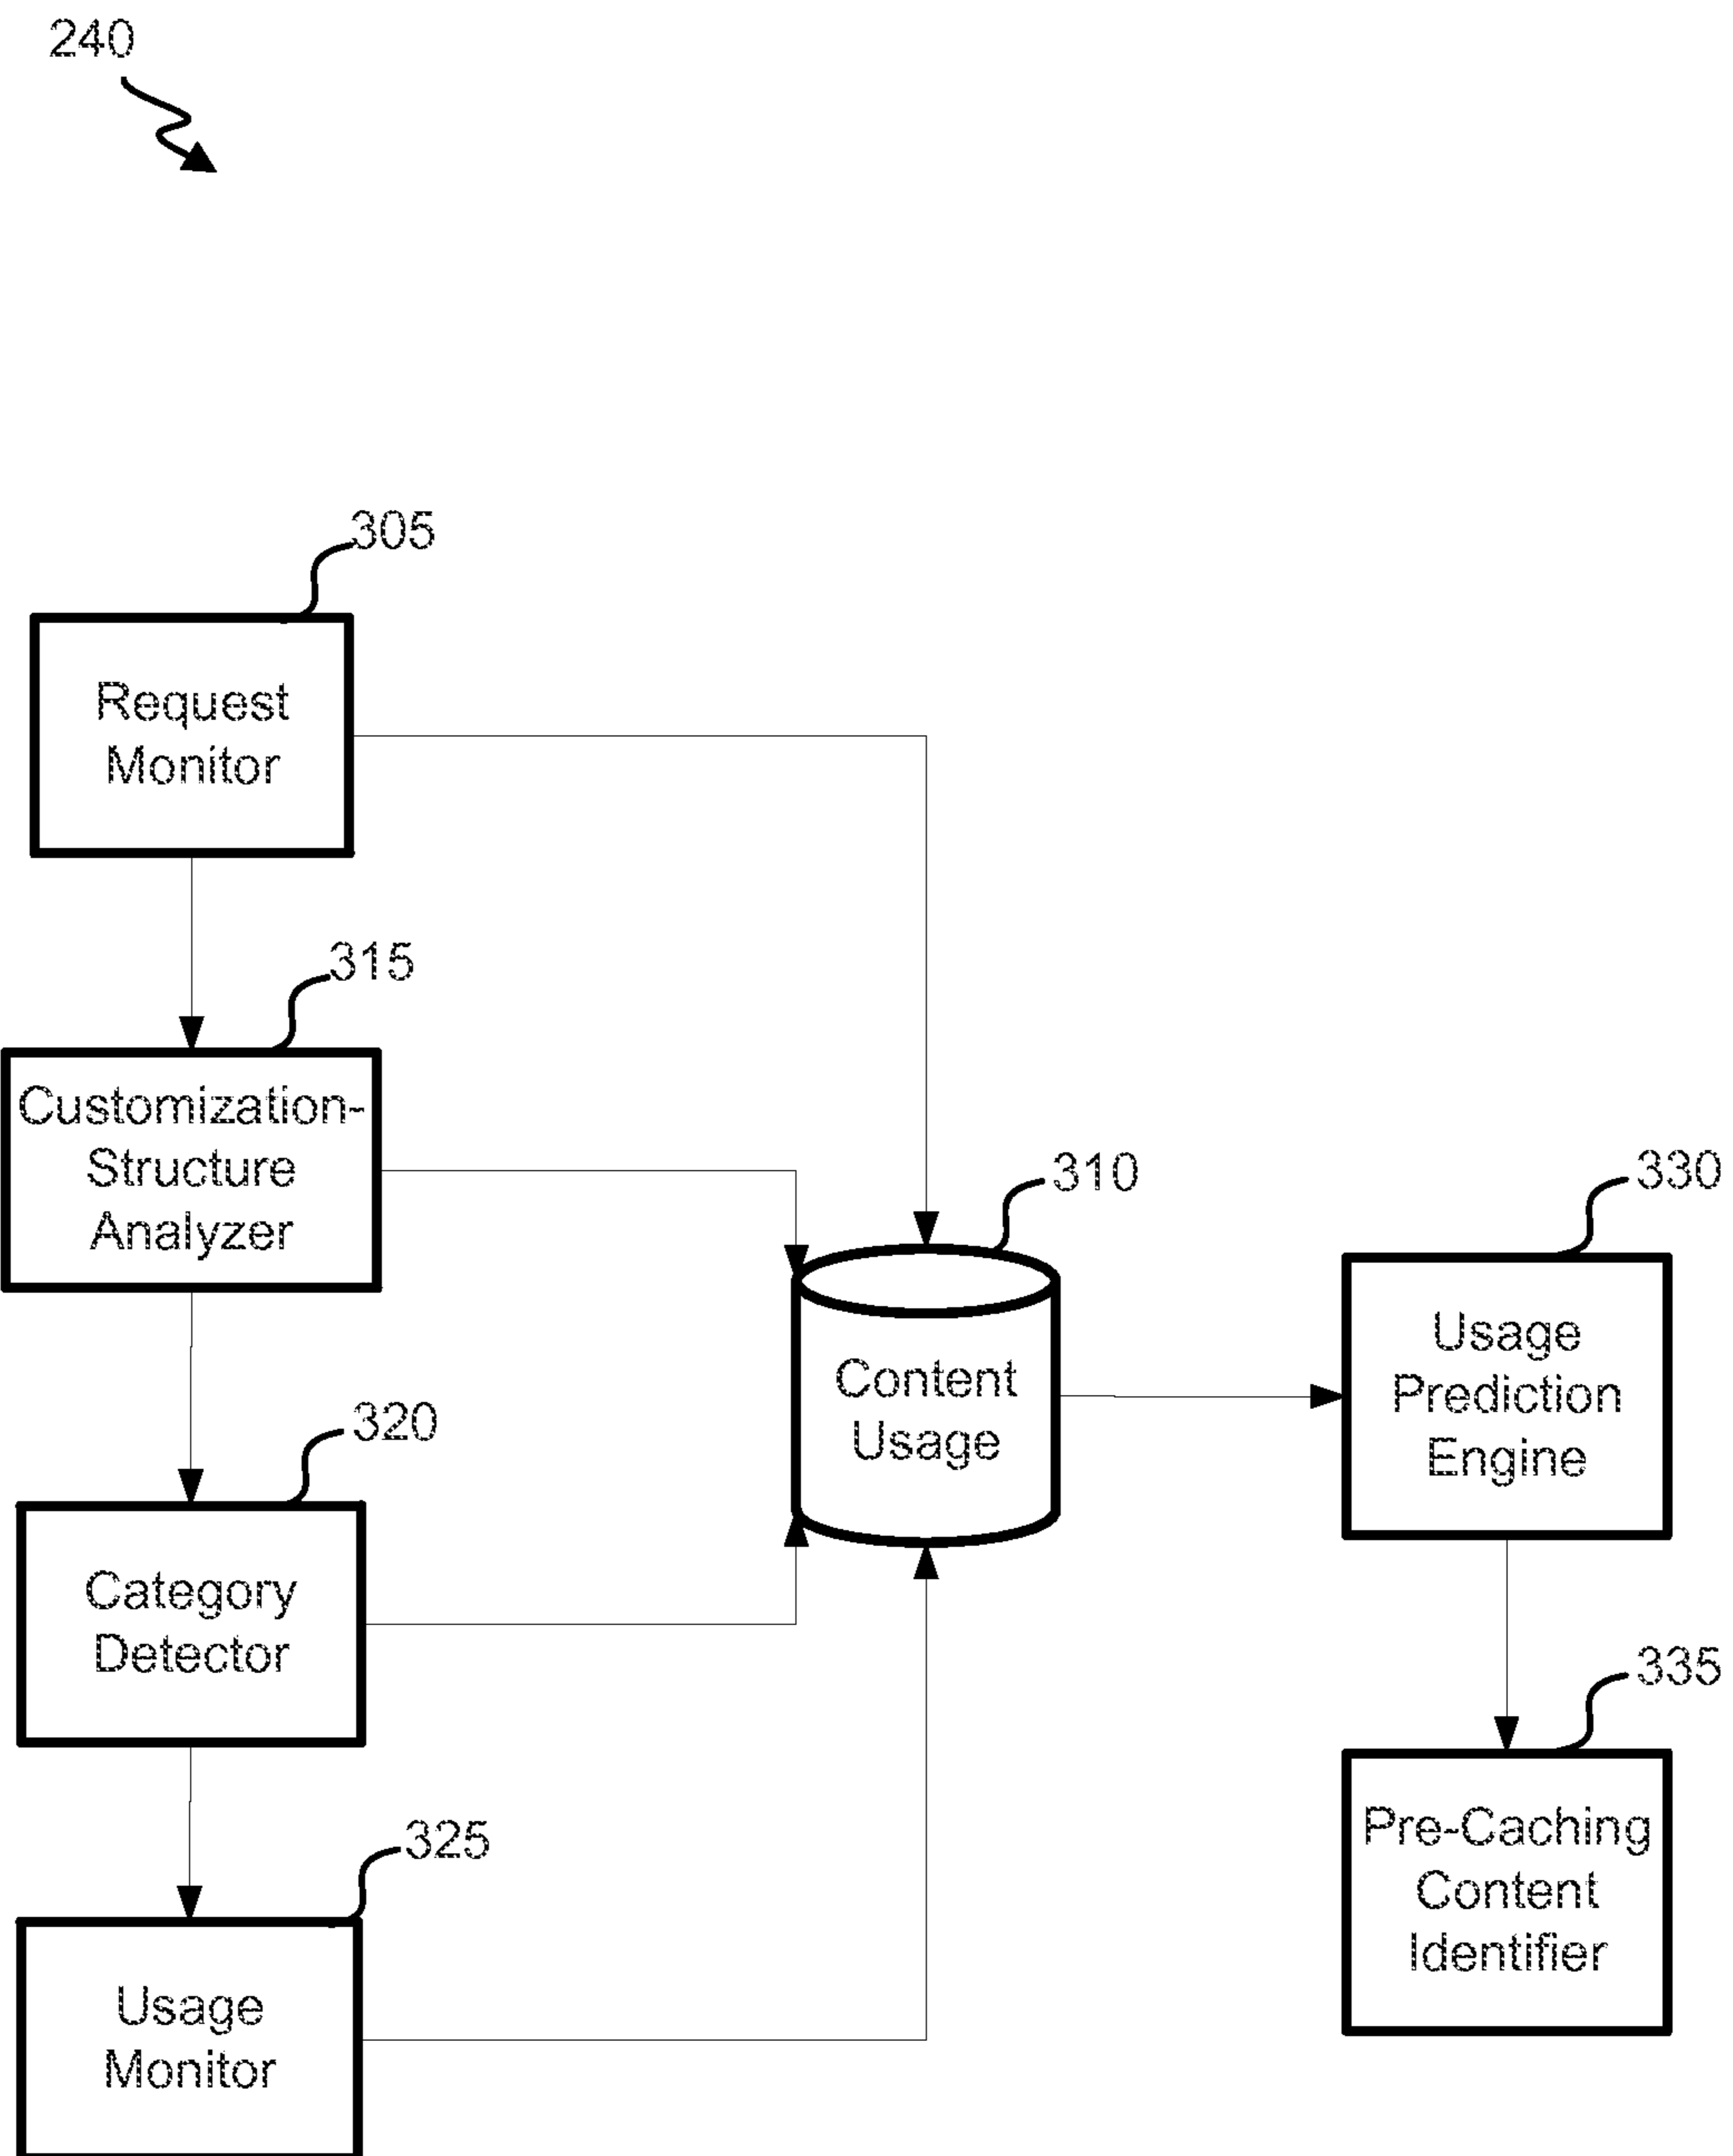 240
305
Request
Monitor
315
Customization-
Structure
Analyzer
310
330
Content
Usage
Usage
Prediction
Engine
320
Category
Detector
335
Pre-Caching
Content
Identifier
325
Usage
Monitor